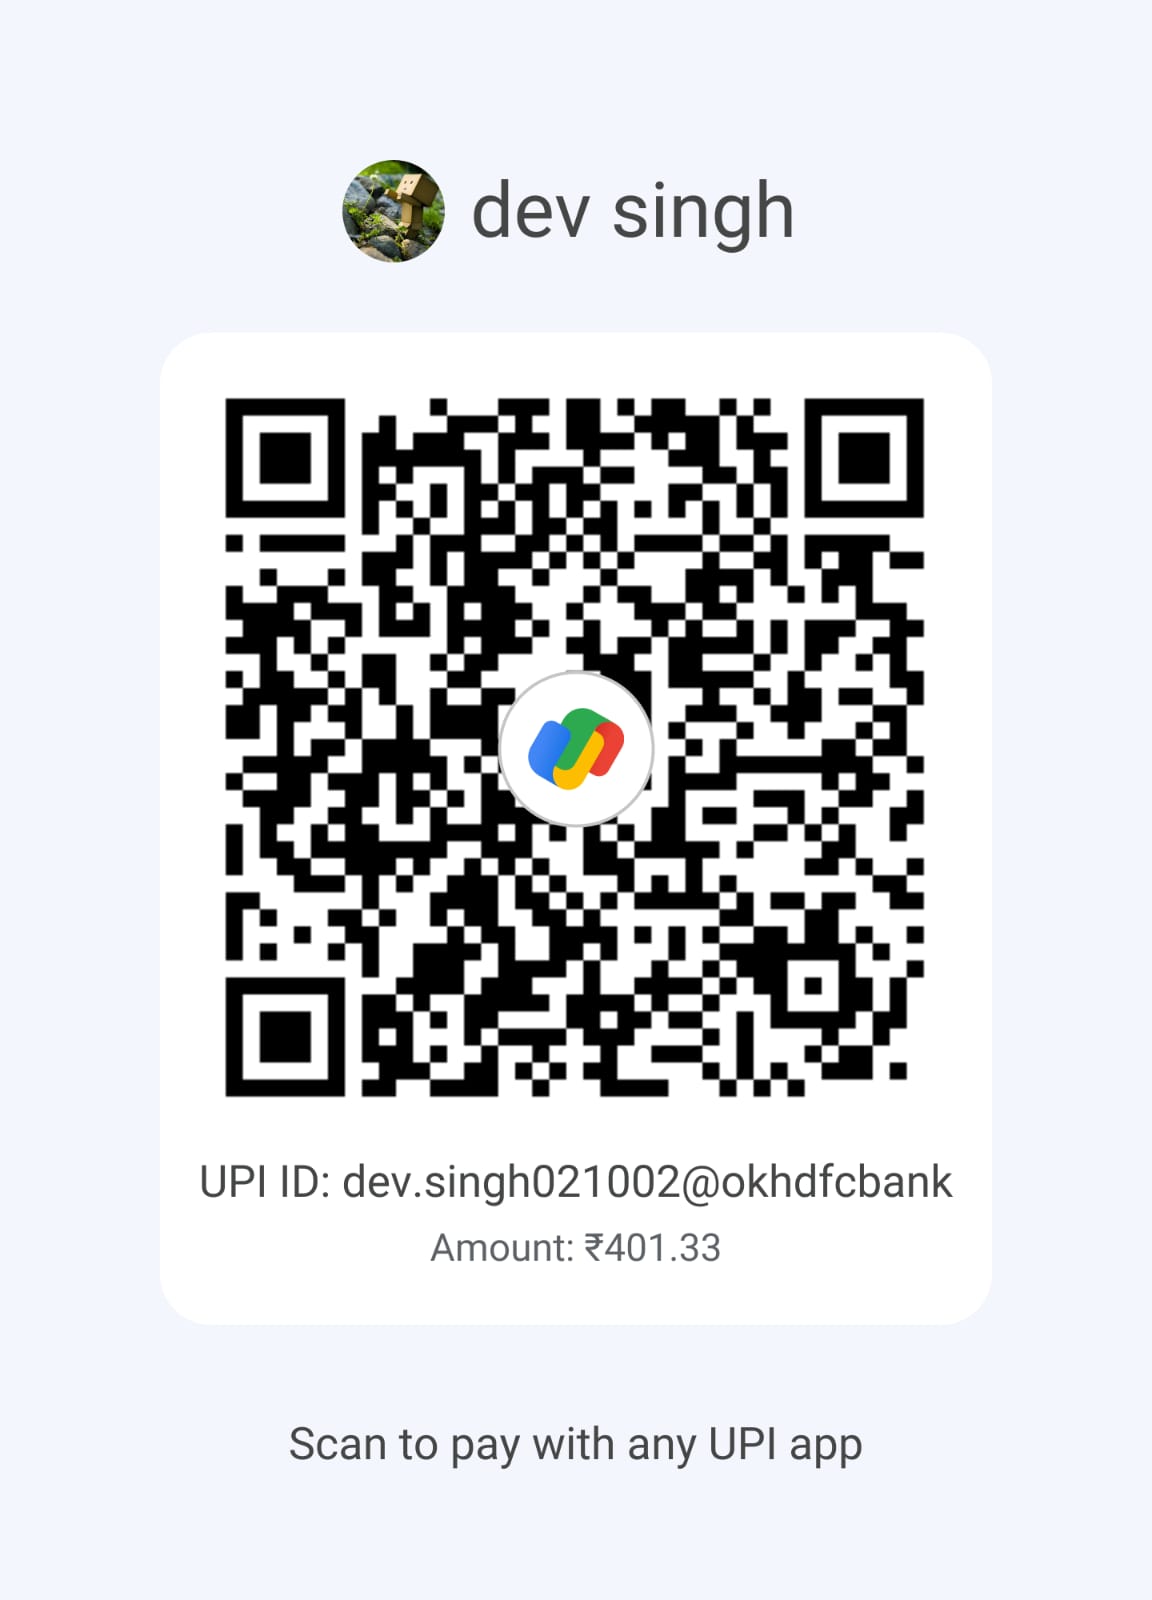 dev singh
UPI ID: dev.singh021002@okhdfcbank
Amount: ₹401.33
Scan to pay with any UPI app